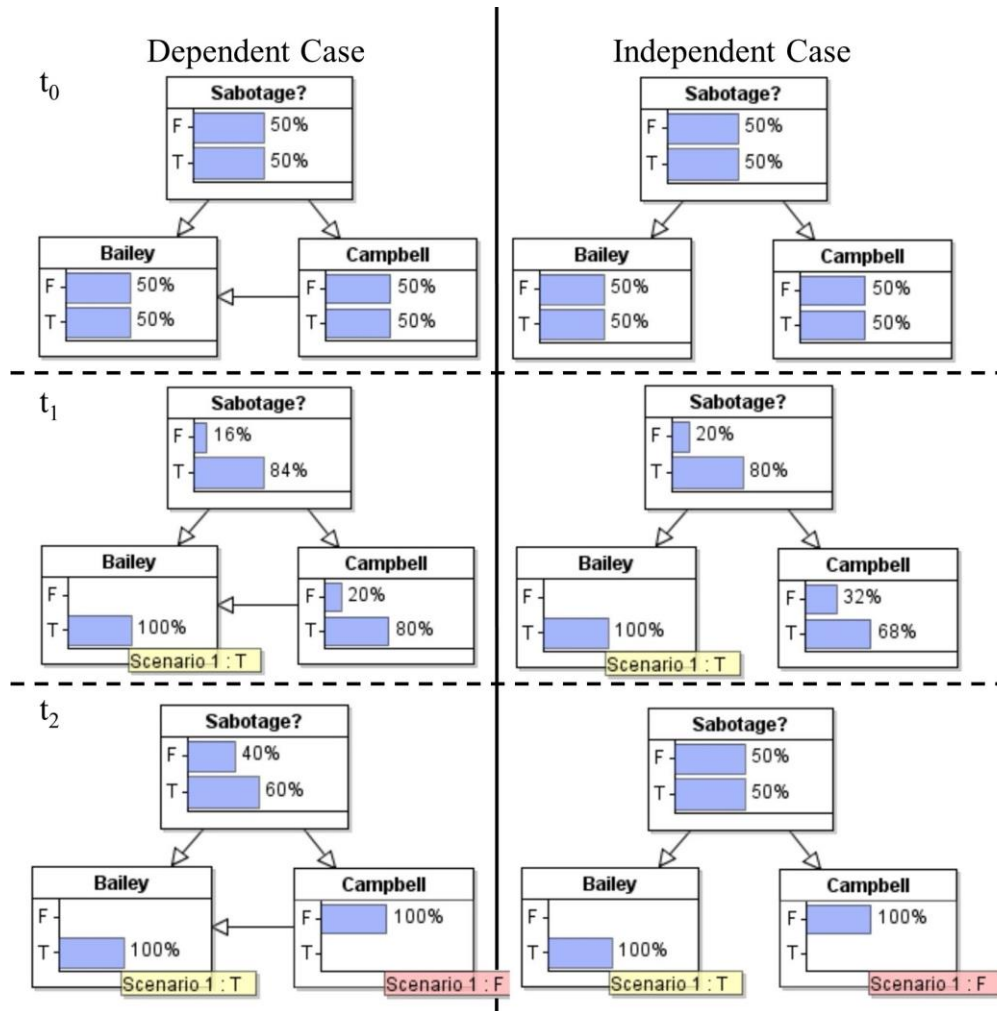 Dependent Case
Independent Case
t0
Sabotage?
F 50%
T 50%
Bailey
F 50%
T 50%
Campbell
F 50%
T 50%
Sabotage?
F 50%
T 50%
Bailey
F 50%
T 50%
Campbell
F 50%
T 50%
t1
Sabotage?
F 16%
T 84%
Bailey
F
T 100%
Scenario 1 : T
Campbell
F 20%
T 80%
Sabotage?
F 20%
T 80%
Bailey
F
T 100%
Scenario 1 : T
Campbell
F 32%
T 68%
t2
Sabotage?
F 40%
T 60%
Bailey
F
T 100%
Scenario 1 : T
Campbell
F 100%
T
Scenario 1 : F
Sabotage?
F 50%
T 50%
Bailey
F
T 100%
Scenario 1 : T
Campbell
F 100%
T
Scenario 1 : F